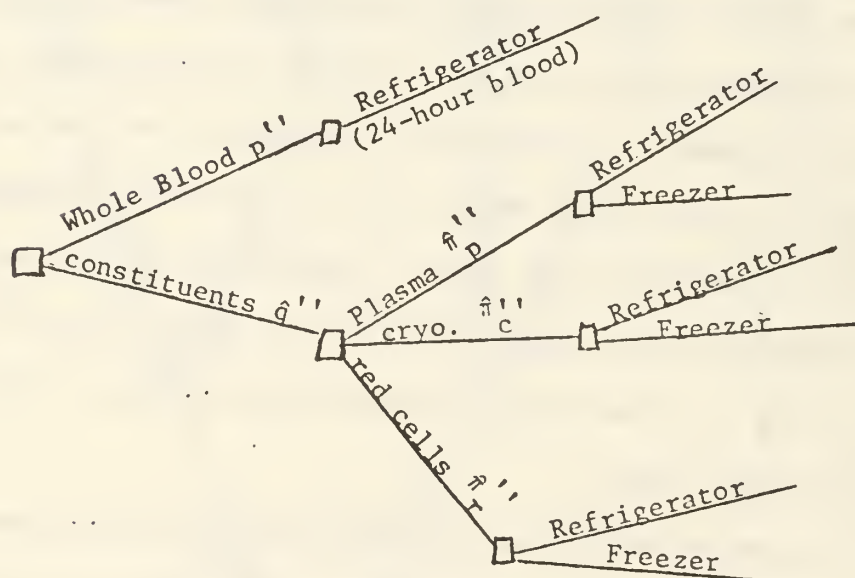 Whole Blood p''
Refrigerator
(24-hour blood)
constituents q̂''
Plasma π̂''p
Refrigerator
Freezer
cryo. π̂''c
Refrigerator
Freezer
red cells π̂''r
Refrigerator
Freezer